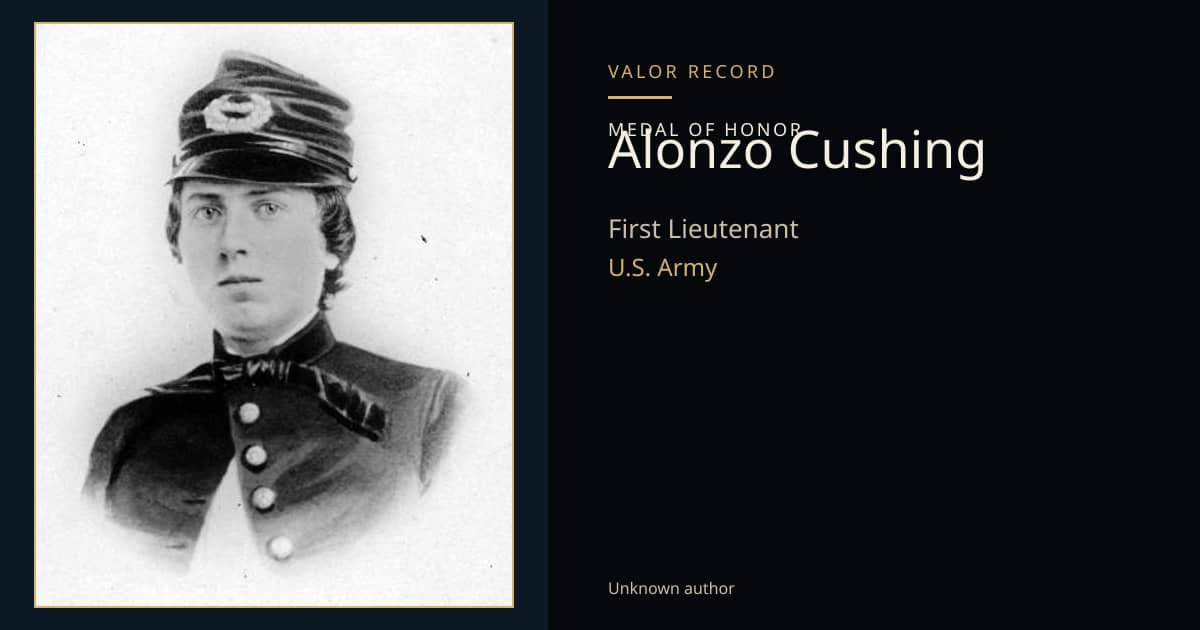 VALOR RECORD
MEDAL OF HONOR
Alonzo Cushing
First Lieutenant
U.S. Army
Unknown author